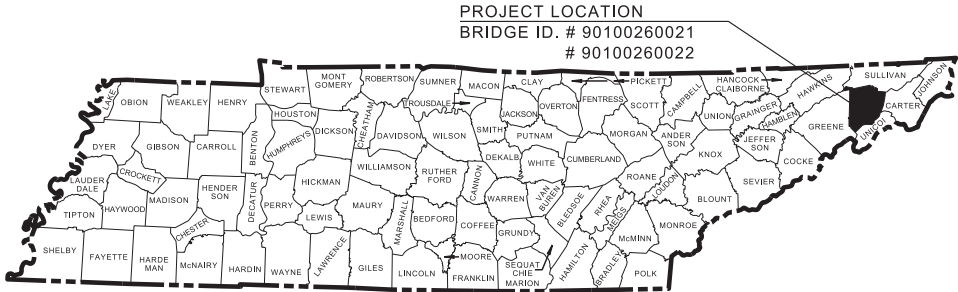 PROJECT LOCATION
BRIDGE ID. # 90100260021
# 90100260022
LAKE
OBION
WEAKLEY
HENRY
STEWART
MONT
GOMERY
ROBERTSON
SUMNER
MACON
CLAY
PICKETT
HANCOCK
CLAIBORNE
HAWKINS
SULLIVAN
JOHNSON
CARTER
UNICOI
GREENE
HAMBLEN
GRAINGER
UNION
CAMPBELL
SCOTT
FENTRESS
OVERTON
JACKSON
TROUSDALE
SMITH
WILSON
DAVIDSON
CHEATHAM
DICKSON
HOUSTON
HUMPHREYS
BENTON
CARROLL
GIBSON
DYER
CROCKETT
LAUDER
DALE
HAYWOOD
MADISON
HENDER
SON
DECATUR
PERRY
HICKMAN
WILLIAMSON
RUTHER
FORD
CANNON
DEKALB
PUTNAM
WHITE
CUMBERLAND
MORGAN
ANDER
SON
KNOX
JEFFER
SON
COCKE
SEVIER
BLOUNT
LOUDON
ROANE
RHEA
MEIGS
BLEDSOE
VAN
BUREN
WARREN
COFFEE
BEDFORD
MARSHALL
MAURY
LEWIS
CHESTER
TIPTON
SHELBY
FAYETTE
HARDE
MAN
McNAIRY
HARDIN
WAYNE
LAWRENCE
GILES
LINCOLN
MOORE
FRANKLIN
GRUNDY
SEQUAT
CHIE
MARION
HAMILTON
BRADLEY
McMINN
MONROE
POLK